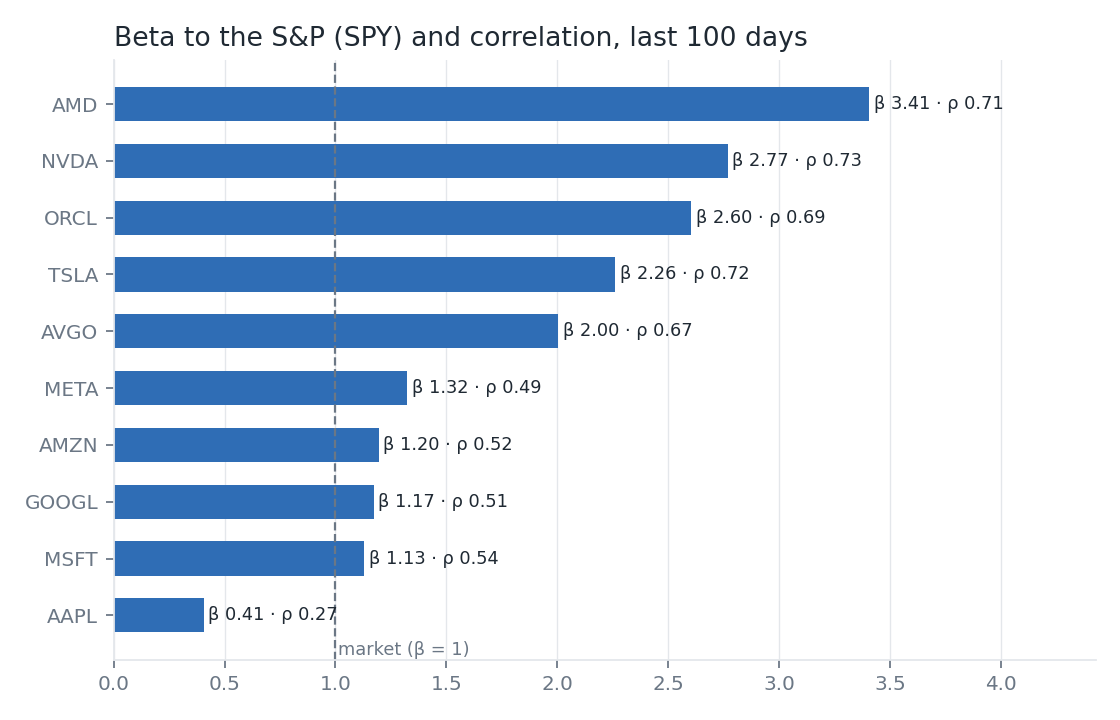 Beta to the S&P (SPY) and correlation, last 100 days
AMD β 3.41 · ρ 0.71
NVDA β 2.77 · ρ 0.73
ORCL β 2.60 · ρ 0.69
TSLA β 2.26 · ρ 0.72
AVGO β 2.00 · ρ 0.67
META β 1.32 · ρ 0.49
AMZN β 1.20 · ρ 0.52
GOOGL β 1.17 · ρ 0.51
MSFT β 1.13 · ρ 0.54
AAPL β 0.41 · ρ 0.27
market (β = 1)
0.0 0.5 1.0 1.5 2.0 2.5 3.0 3.5 4.0